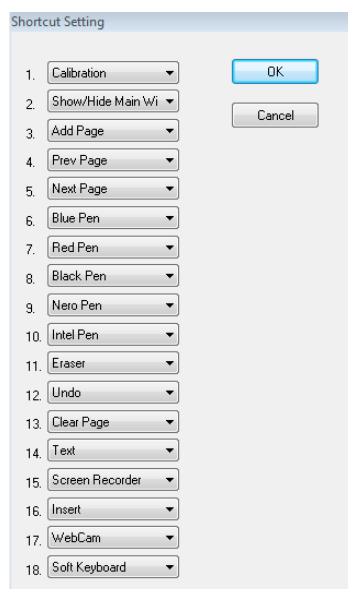 Shortcut Setting
1. Calibration
OK
2. Show/Hide Main Wi
Cancel
3. Add Page
4. Prev Page
5. Next Page
6. Blue Pen
7. Red Pen
8. Black Pen
9. Nero Pen
10. Intel Pen
11. Eraser
12. Undo
13. Clear Page
14. Text
15. Screen Recorder
16. Insert
17. WebCam
18. Soft Keyboard